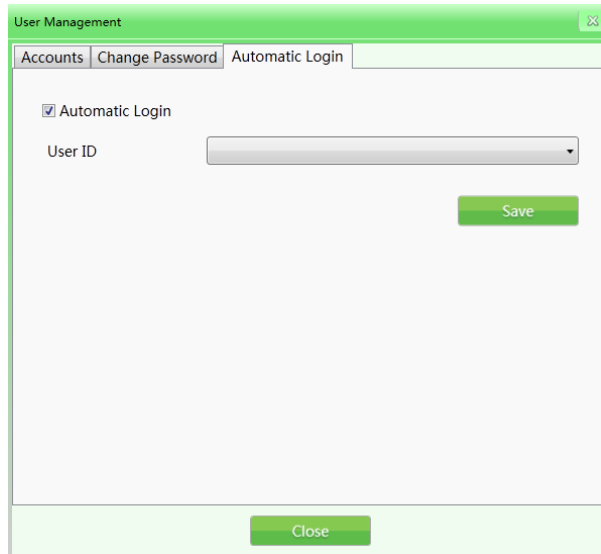 User Management
Accounts Change Password Automatic Login
Automatic Login
User ID
Save
Close